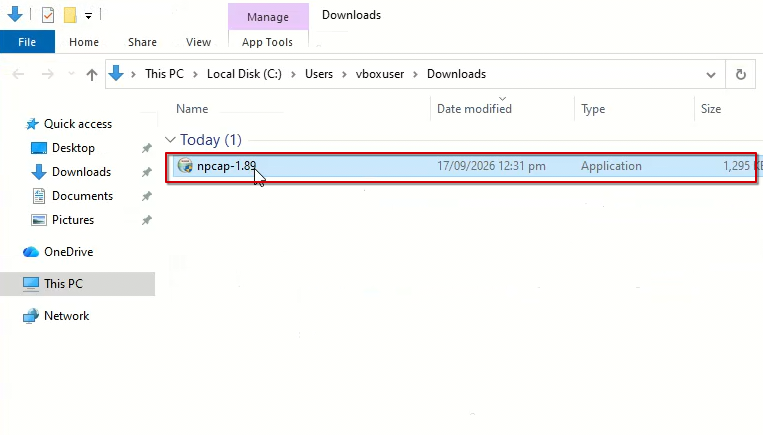 Manage
Downloads
File
Home
Share
View
App Tools
This PC > Local Disk (C:) > Users > vboxuser > Downloads
Name
Date modified
Type
Size
Quick access
Today (1)
Desktop
npcap-1.89
17/09/2026 12:31 pm
Application
1,295 KB
Downloads
Documents
Pictures
OneDrive
This PC
Network